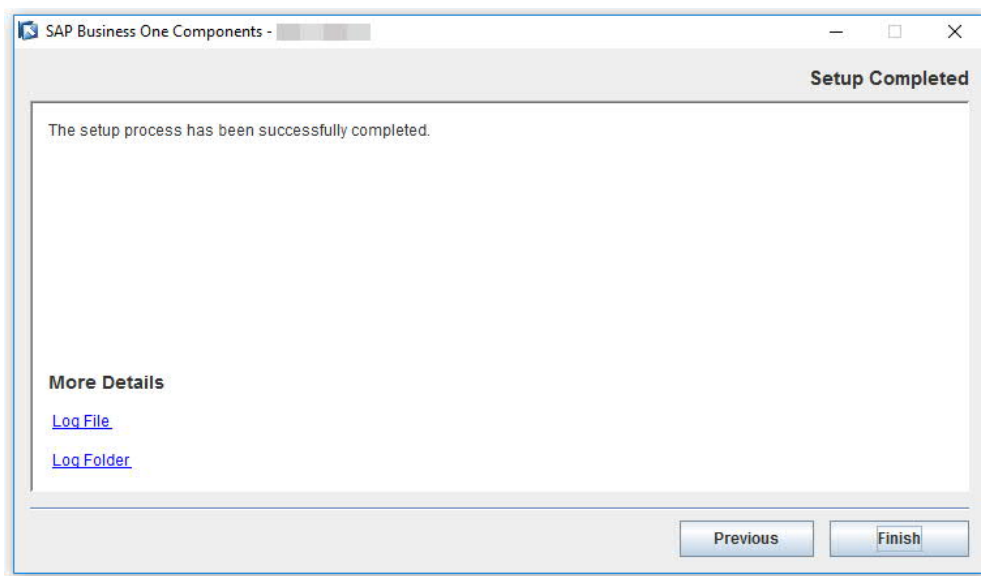 SAP Business One Components -
Setup Completed
The setup process has been successfully completed.
More Details
Log File
Log Folder
Previous
Finish